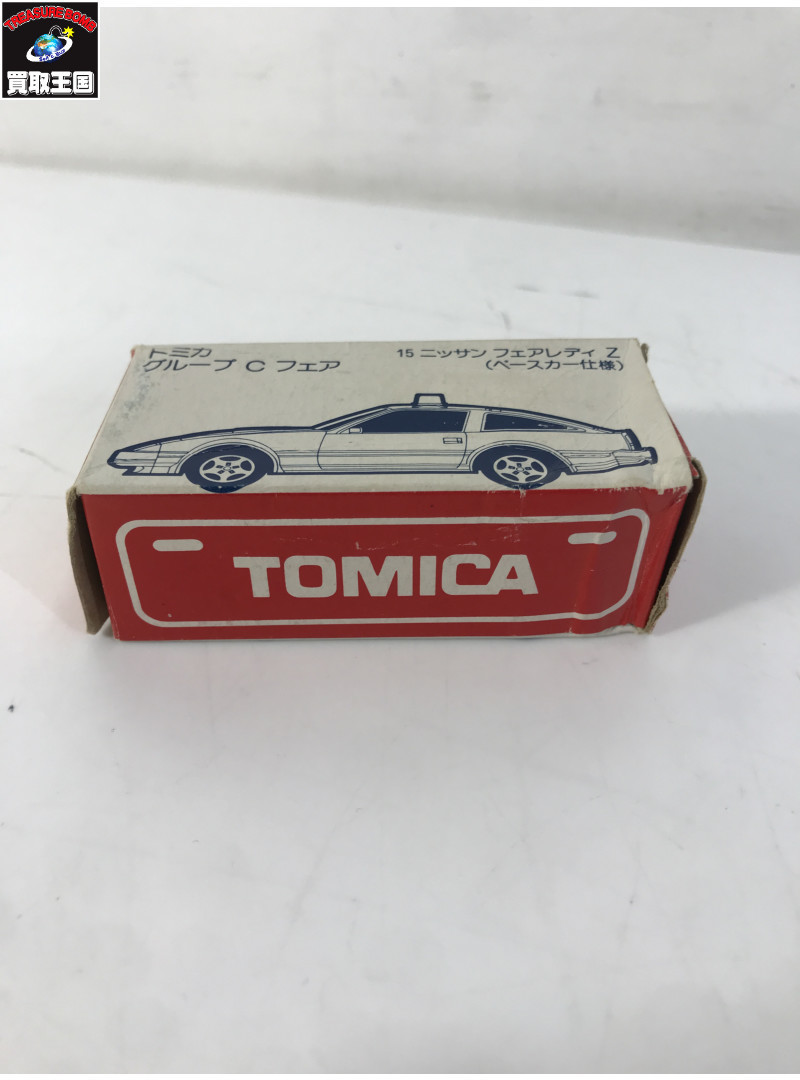 TREASURE BOMB
買取王国
トミカ
グループ C フェア
15 ニッサン フェアレディ Z
(ペースカー仕様)
TOMICA